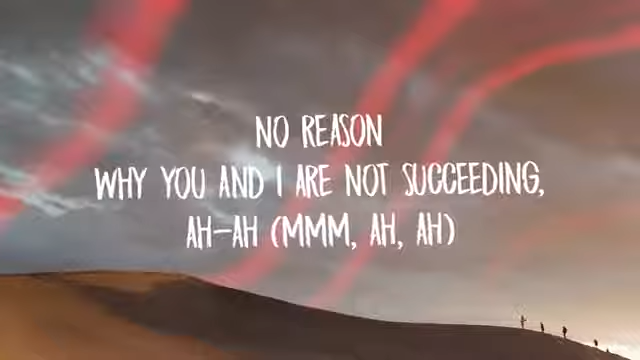 NO REASON
WHY YOU AND I ARE NOT SUCCEEDING,
AH-AH (MMM, AH, AH)